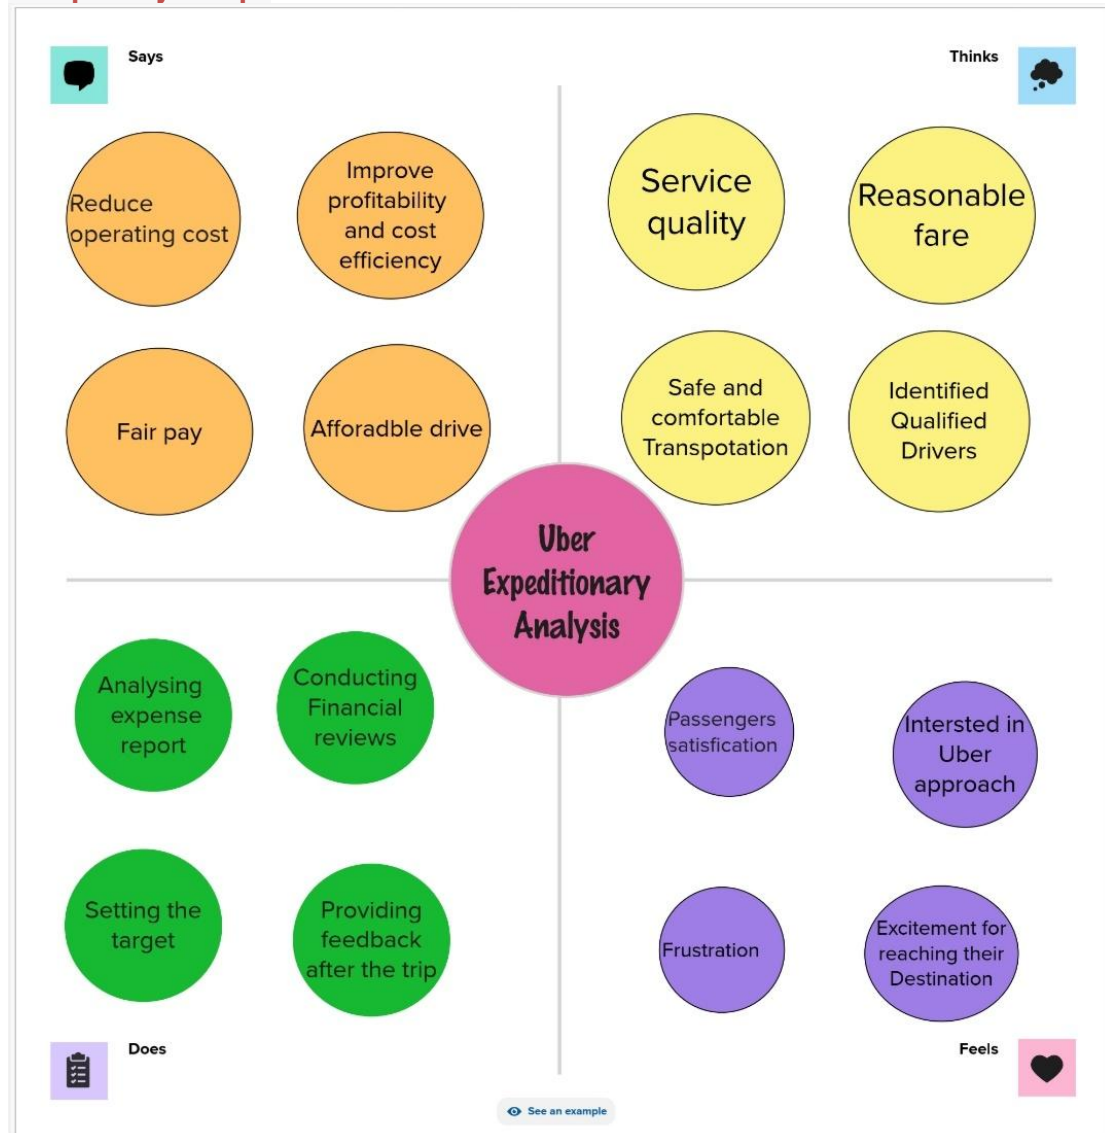 Says
Thinks
Reduce
operating cost
Improve
profitability
and cost
efficiency
Service
quality
Reasonable
fare
Fair pay
Afforadble drive
Safe and
comfortable
Transpotation
Identified
Qualified
Drivers
Uber
Expeditionary
Analysis
Analysing
expense
report
Conducting
Financial
reviews
Passengers
satisfication
Intersted in
Uber
approach
Setting the
target
Providing
feedback
after the trip
Frustration
Excitement for
reaching their
Destination
Does
Feels
See an example